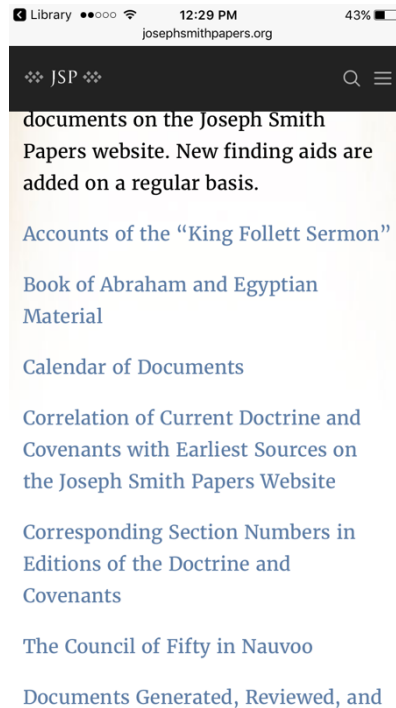 Library 12:29 PM 43%
josephsmithpapers.org
JSP
documents on the Joseph Smith
Papers website. New finding aids are
added on a regular basis.
Accounts of the “King Follett Sermon”
Book of Abraham and Egyptian
Material
Calendar of Documents
Correlation of Current Doctrine and
Covenants with Earliest Sources on
the Joseph Smith Papers Website
Corresponding Section Numbers in
Editions of the Doctrine and
Covenants
The Council of Fifty in Nauvoo
Documents Generated, Reviewed, and